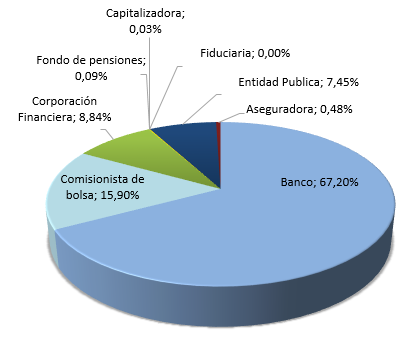 Capitalizadora;
0,03%
Fiduciaria; 0,00%
Fondo de pensiones;
0,09%
Entidad Publica; 7,45%
Corporación
Financiera; 8,84%
Aseguradora; 0,48%
Comisionista de
bolsa; 15,90%
Banco; 67,20%